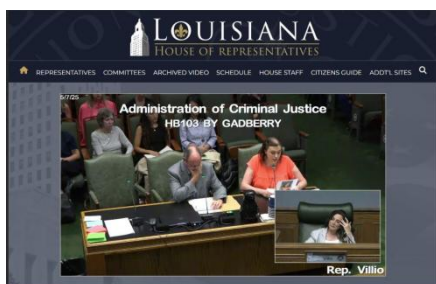 LOUISIANA
HOUSE OF REPRESENTATIVES
REPRESENTATIVES COMMITTEES ARCHIVED VIDEO SCHEDULE HOUSE STAFF CITIZENS GUIDE ADDT'L SITES
5/7/25
Administration of Criminal Justice
HB103 BY GADBERRY
Rep. Villio